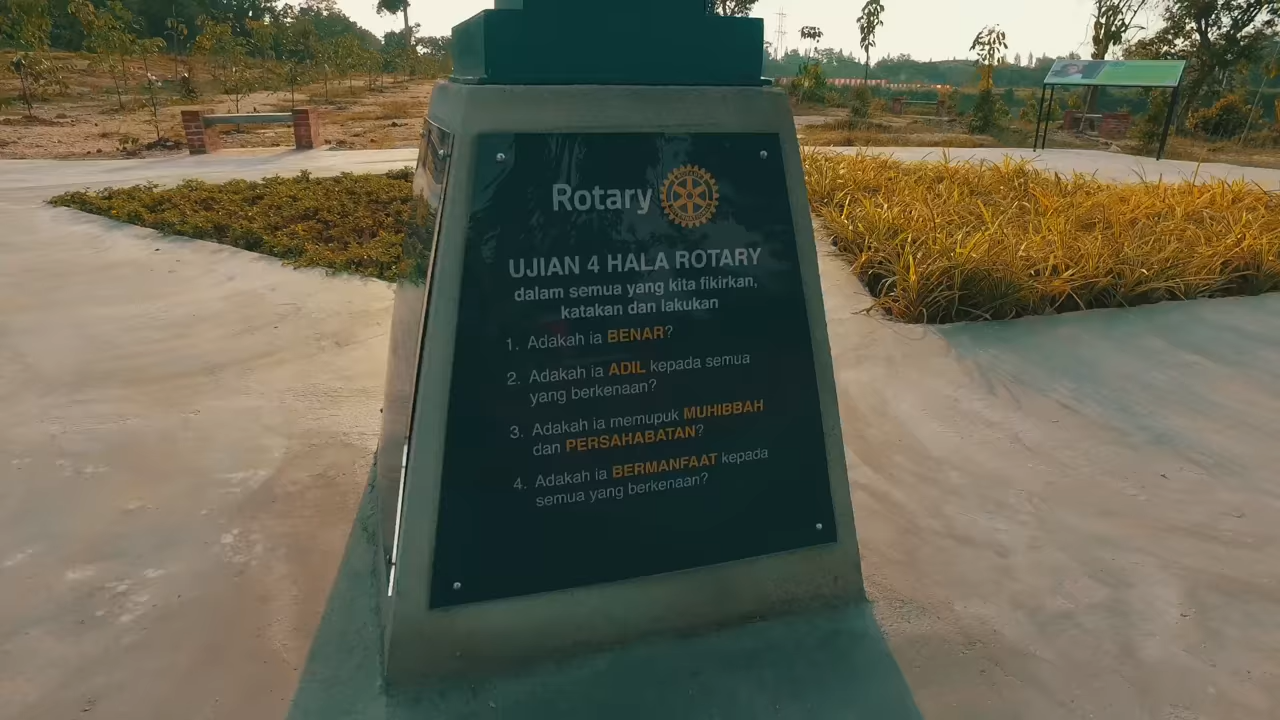 Rotary
UJIAN 4 HALA ROTARY
dalam semua yang kita fikirkan,
katakan dan lakukan
1. Adakah ia BENAR?
2. Adakah ia ADIL kepada semua
yang berkenaan?
3. Adakah ia memupuk MUHIBBAH
dan PERSAHABATAN?
4. Adakah ia BERMANFAAT kepada
semua yang berkenaan?